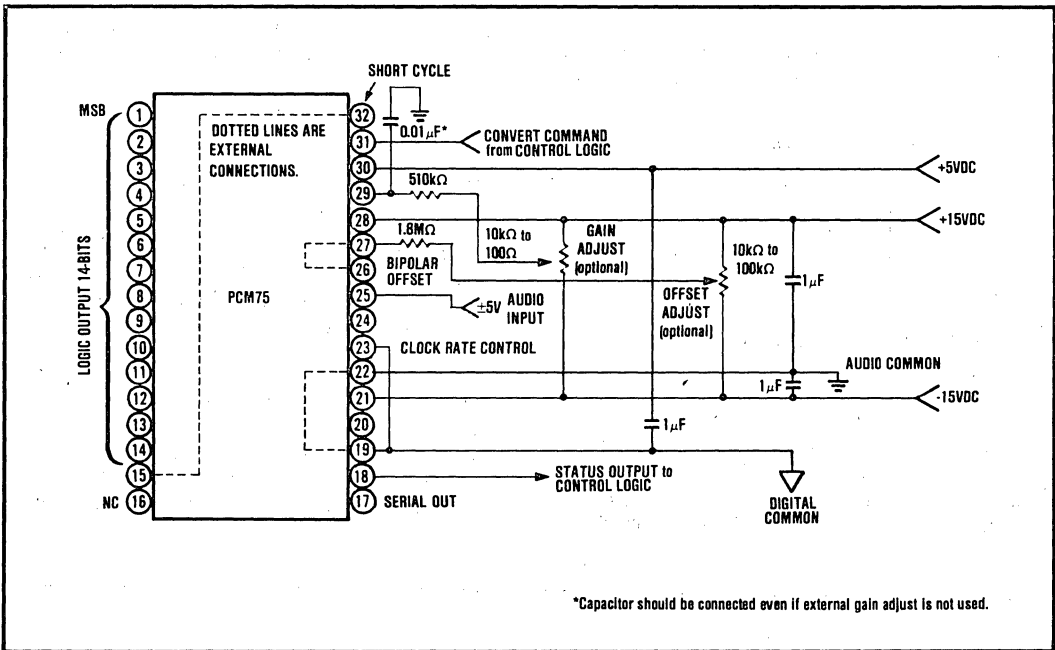 SHORT CYCLE
MSB
1
2
3
4
5
6
7
8
9
10
11
12
13
14
15
NC 16
LOGIC OUTPUT 14-BITS
DOTTED LINES ARE
EXTERNAL
CONNECTIONS.
PCM75
32
31
30
29
28
27
26
25
24
23
22
21
20
19
18
17 SERIAL OUT
0.01μF*
CONVERT COMMAND
from CONTROL LOGIC
+5VDC
510kΩ
+15VDC
1.8MΩ
10kΩ to
100Ω
GAIN
ADJUST
(optional)
10kΩ to
100kΩ
BIPOLAR
OFFSET
1μF
±5V
AUDIO
INPUT
OFFSET
ADJUST
(optional)
CLOCK RATE CONTROL
AUDIO COMMON
1μF
-15VDC
1μF
STATUS OUTPUT to
CONTROL LOGIC
DIGITAL
COMMON
*Capacitor should be connected even if external gain adjust is not used.